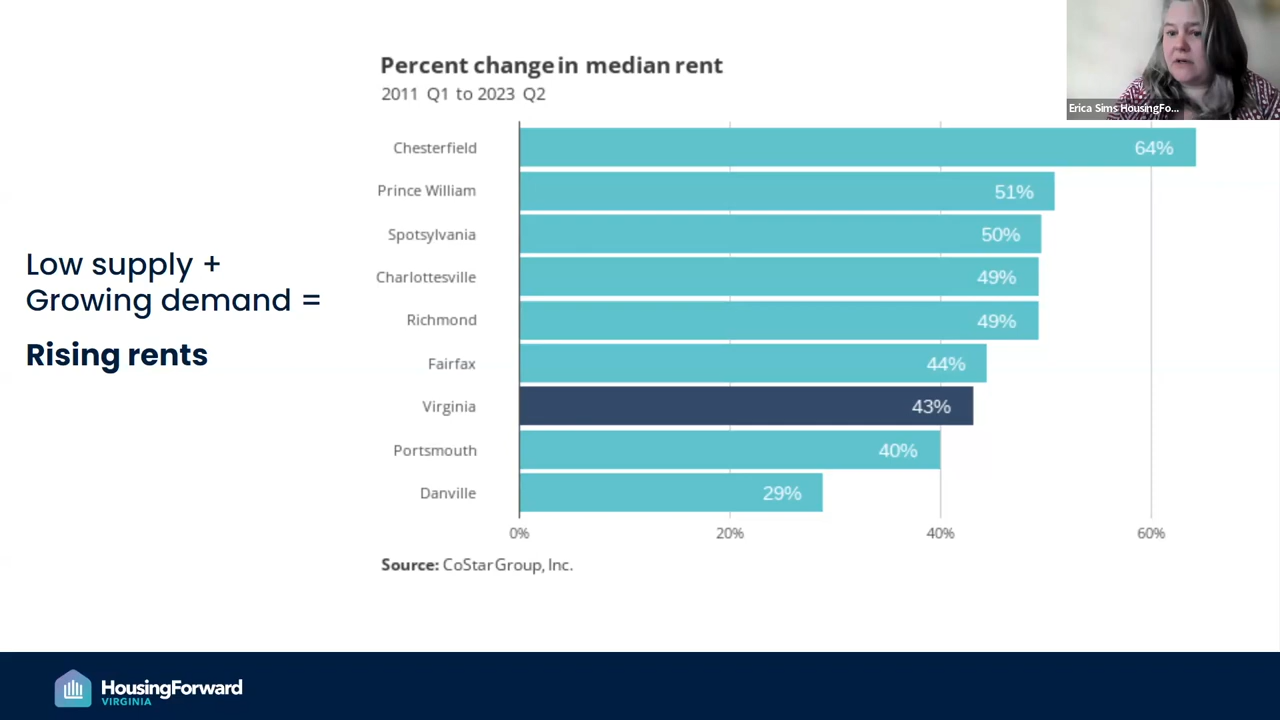 Percent change in median rent
2011 Q1 to 2023 Q2
Erica Sims HousingFo...
Low supply +
Growing demand =
Rising rents
Chesterfield 64%
Prince William 51%
Spotsylvania 50%
Charlottesville 49%
Richmond 49%
Fairfax 44%
Virginia 43%
Portsmouth 40%
Danville 29%
0% 20% 40% 60%
Source: CoStar Group, Inc.
HousingForward
VIRGINIA